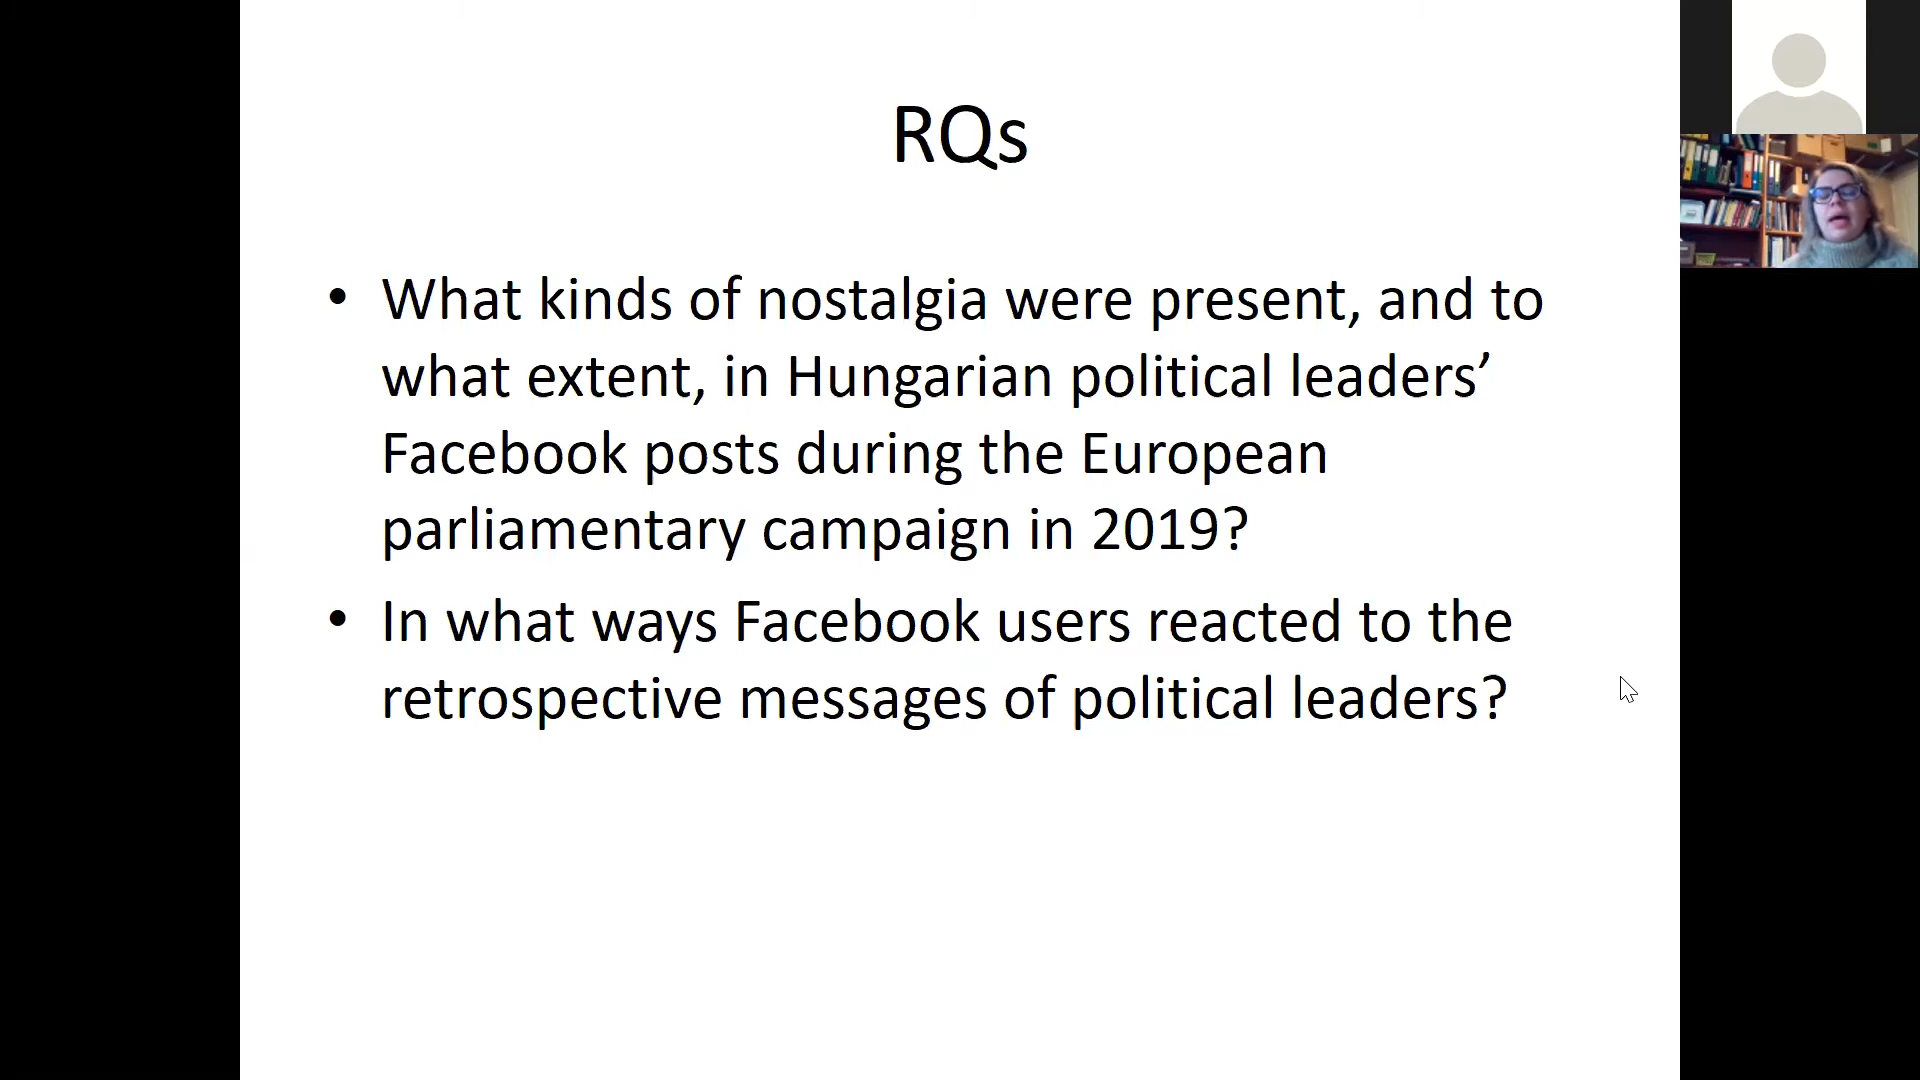 RQs
• What kinds of nostalgia were present, and to
what extent, in Hungarian political leaders’
Facebook posts during the European
parliamentary campaign in 2019?
• In what ways Facebook users reacted to the
retrospective messages of political leaders?